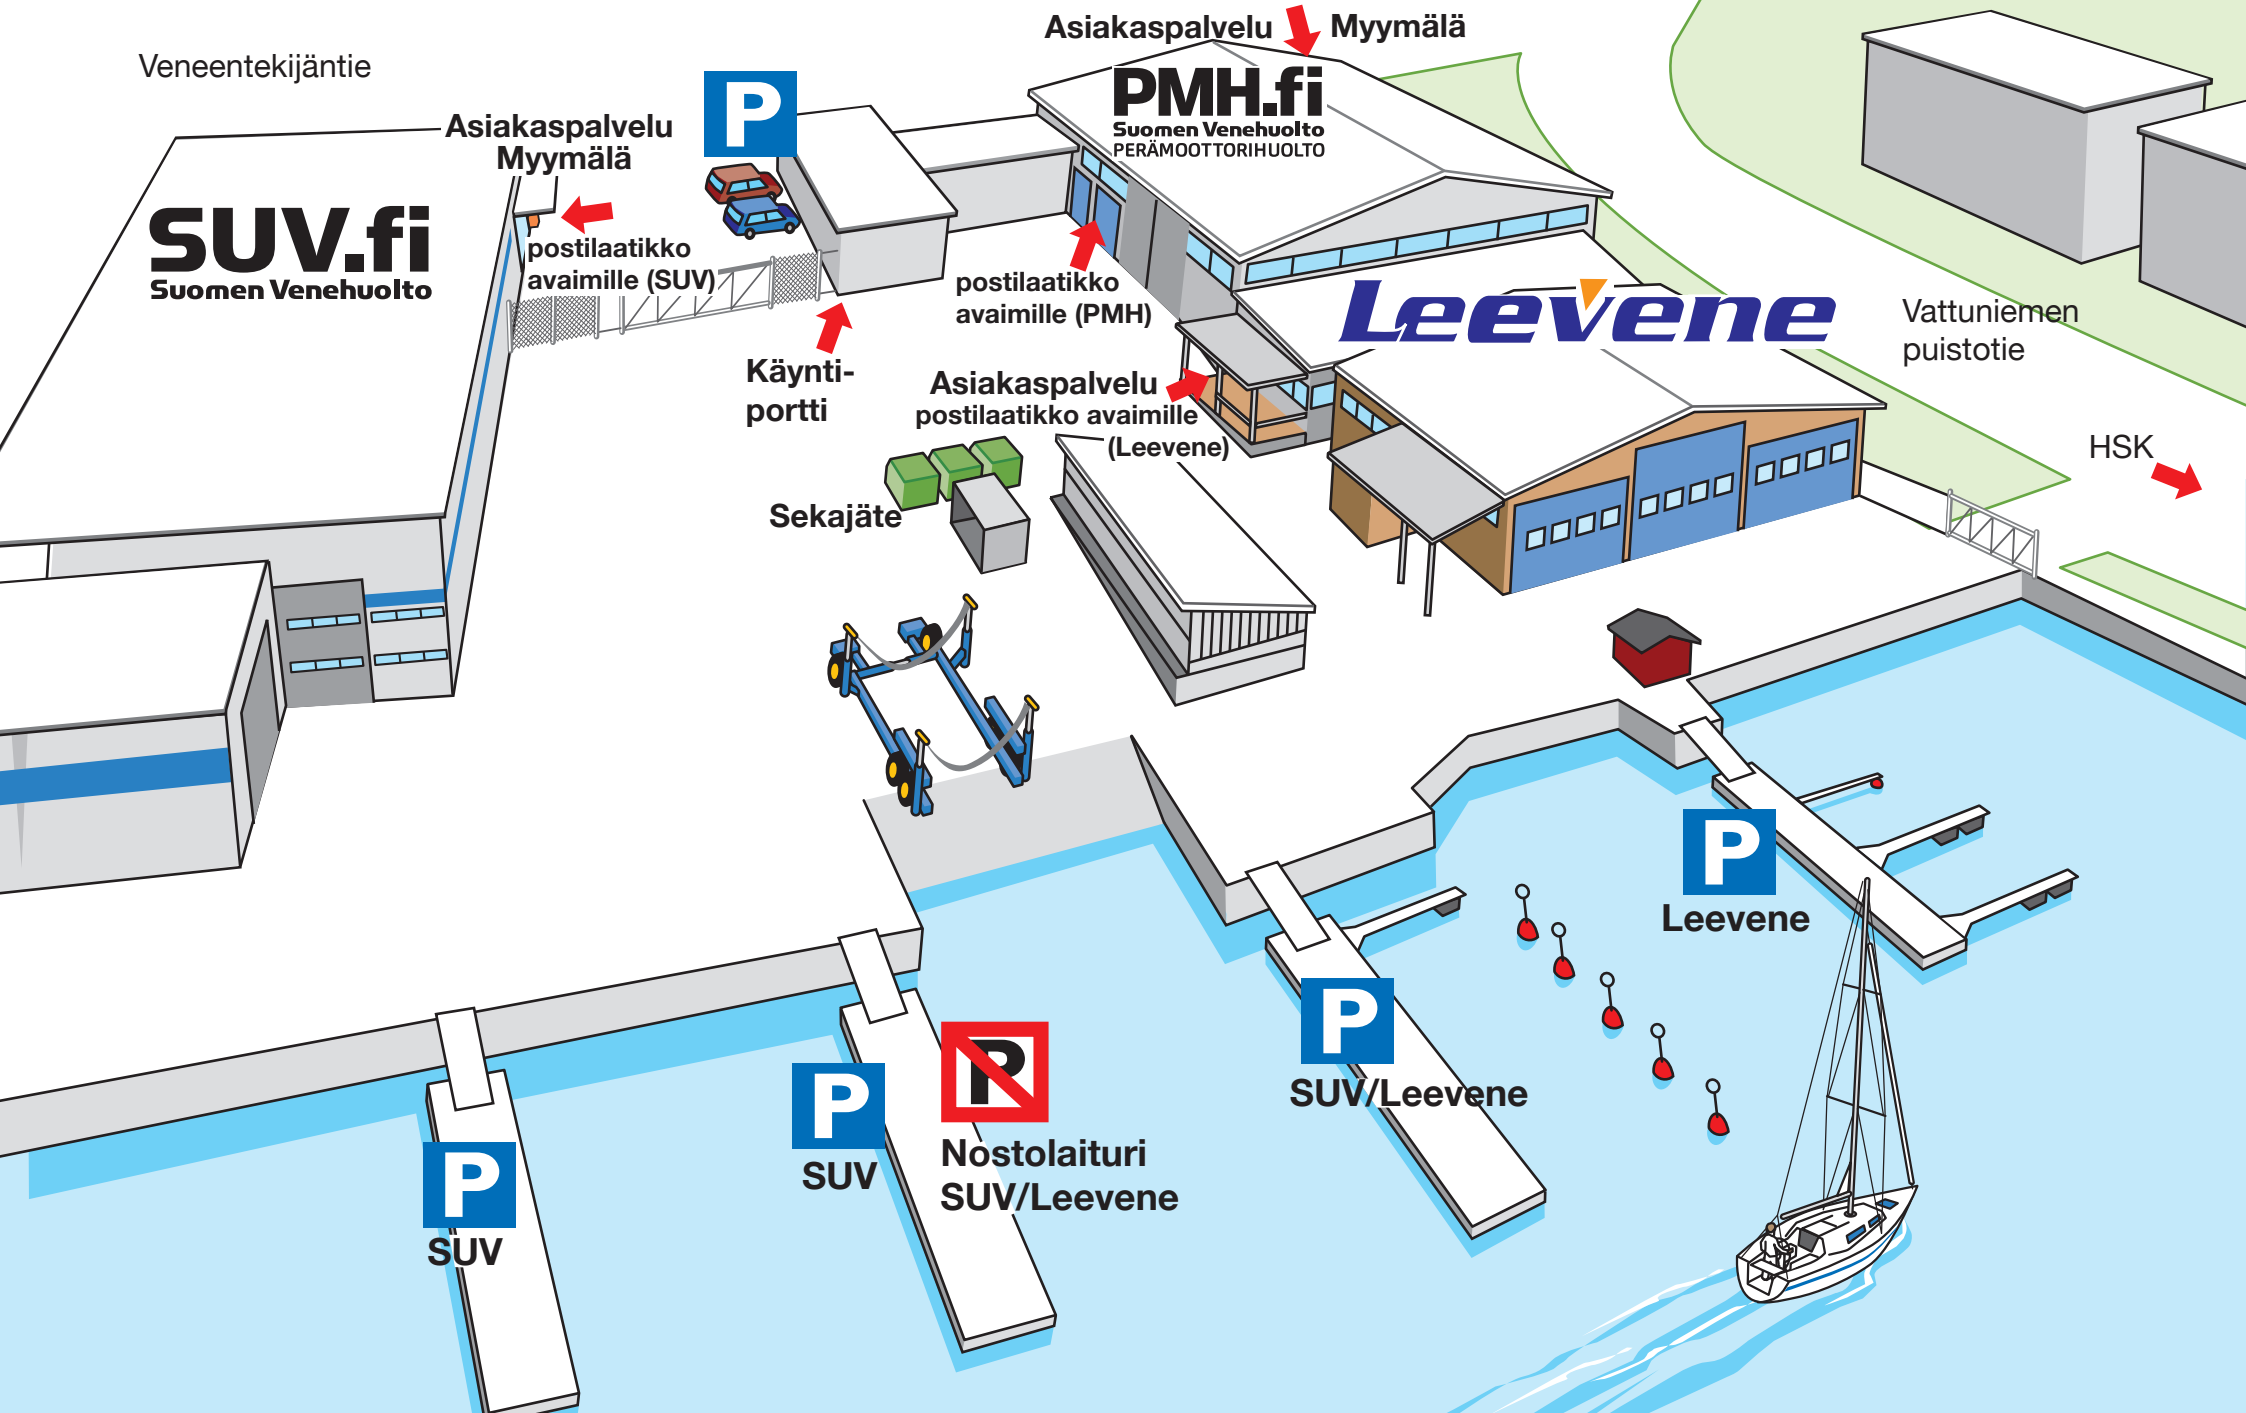 Asiakaspalvelu
Myymälä
Veneentekijäntie
P
PMH.fi
Suomen Venehuolto
PERÄMOOTTORIHUOLTO
Asiakaspalvelu
Myymälä
SUV.fi
Suomen Venehuolto
postilaatikko
avaimille (SUV)
postilaatikko
avaimille (PMH)
Leevene
Vattuniemen
puistotie
Käynti-
portti
Asiakaspalvelu
postilaatikko avaimille
(Leevene)
HSK
Sekajäte
P
Leevene
P
SUV/Leevene
P
Nostolaituri
SUV/Leevene
P
SUV
P
SUV